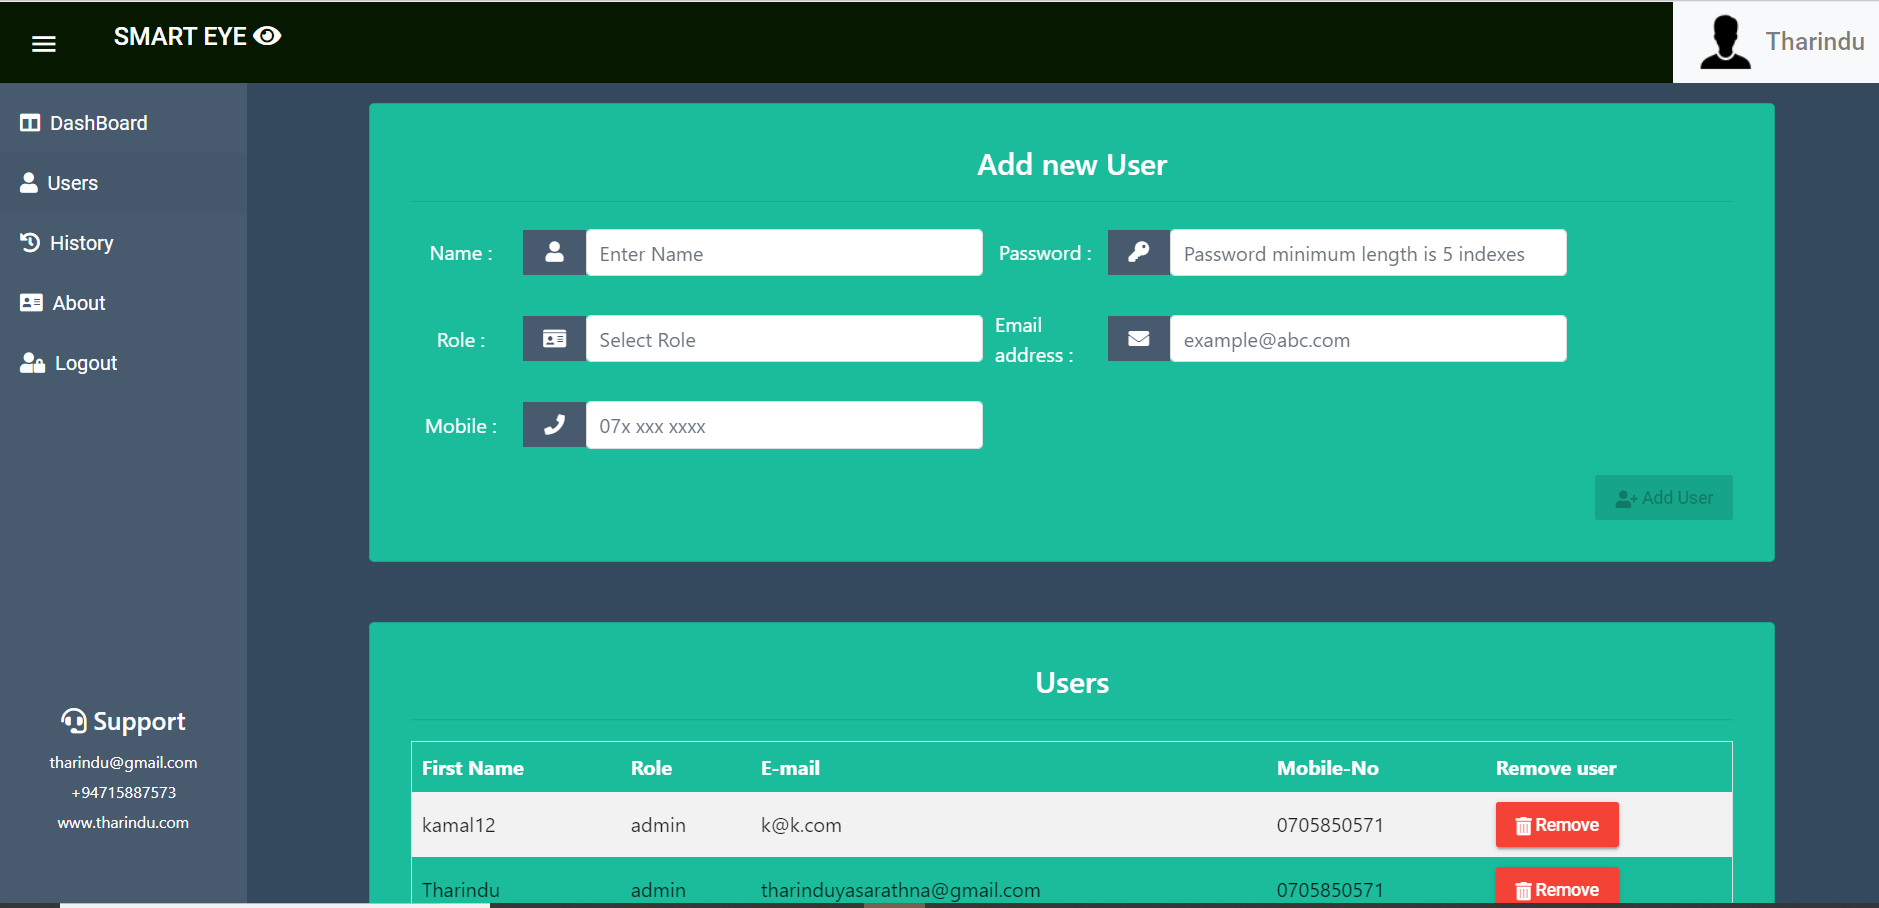 SMART EYE
Tharindu
DashBoard
Users
History
About
Logout
Support
tharindu@gmail.com
+94715887573
www.tharindu.com
Add new User
Name :
Enter Name
Password :
Password minimum length is 5 indexes
Role :
Select Role
Email
address :
example@abc.com
Mobile :
07x xxx xxxx
Add User
Users
First Name Role E-mail Mobile-No Remove user
kamal12 admin k@k.com 0705850571 Remove
Tharindu admin tharinduyasarathna@gmail.com 0705850571 Remove